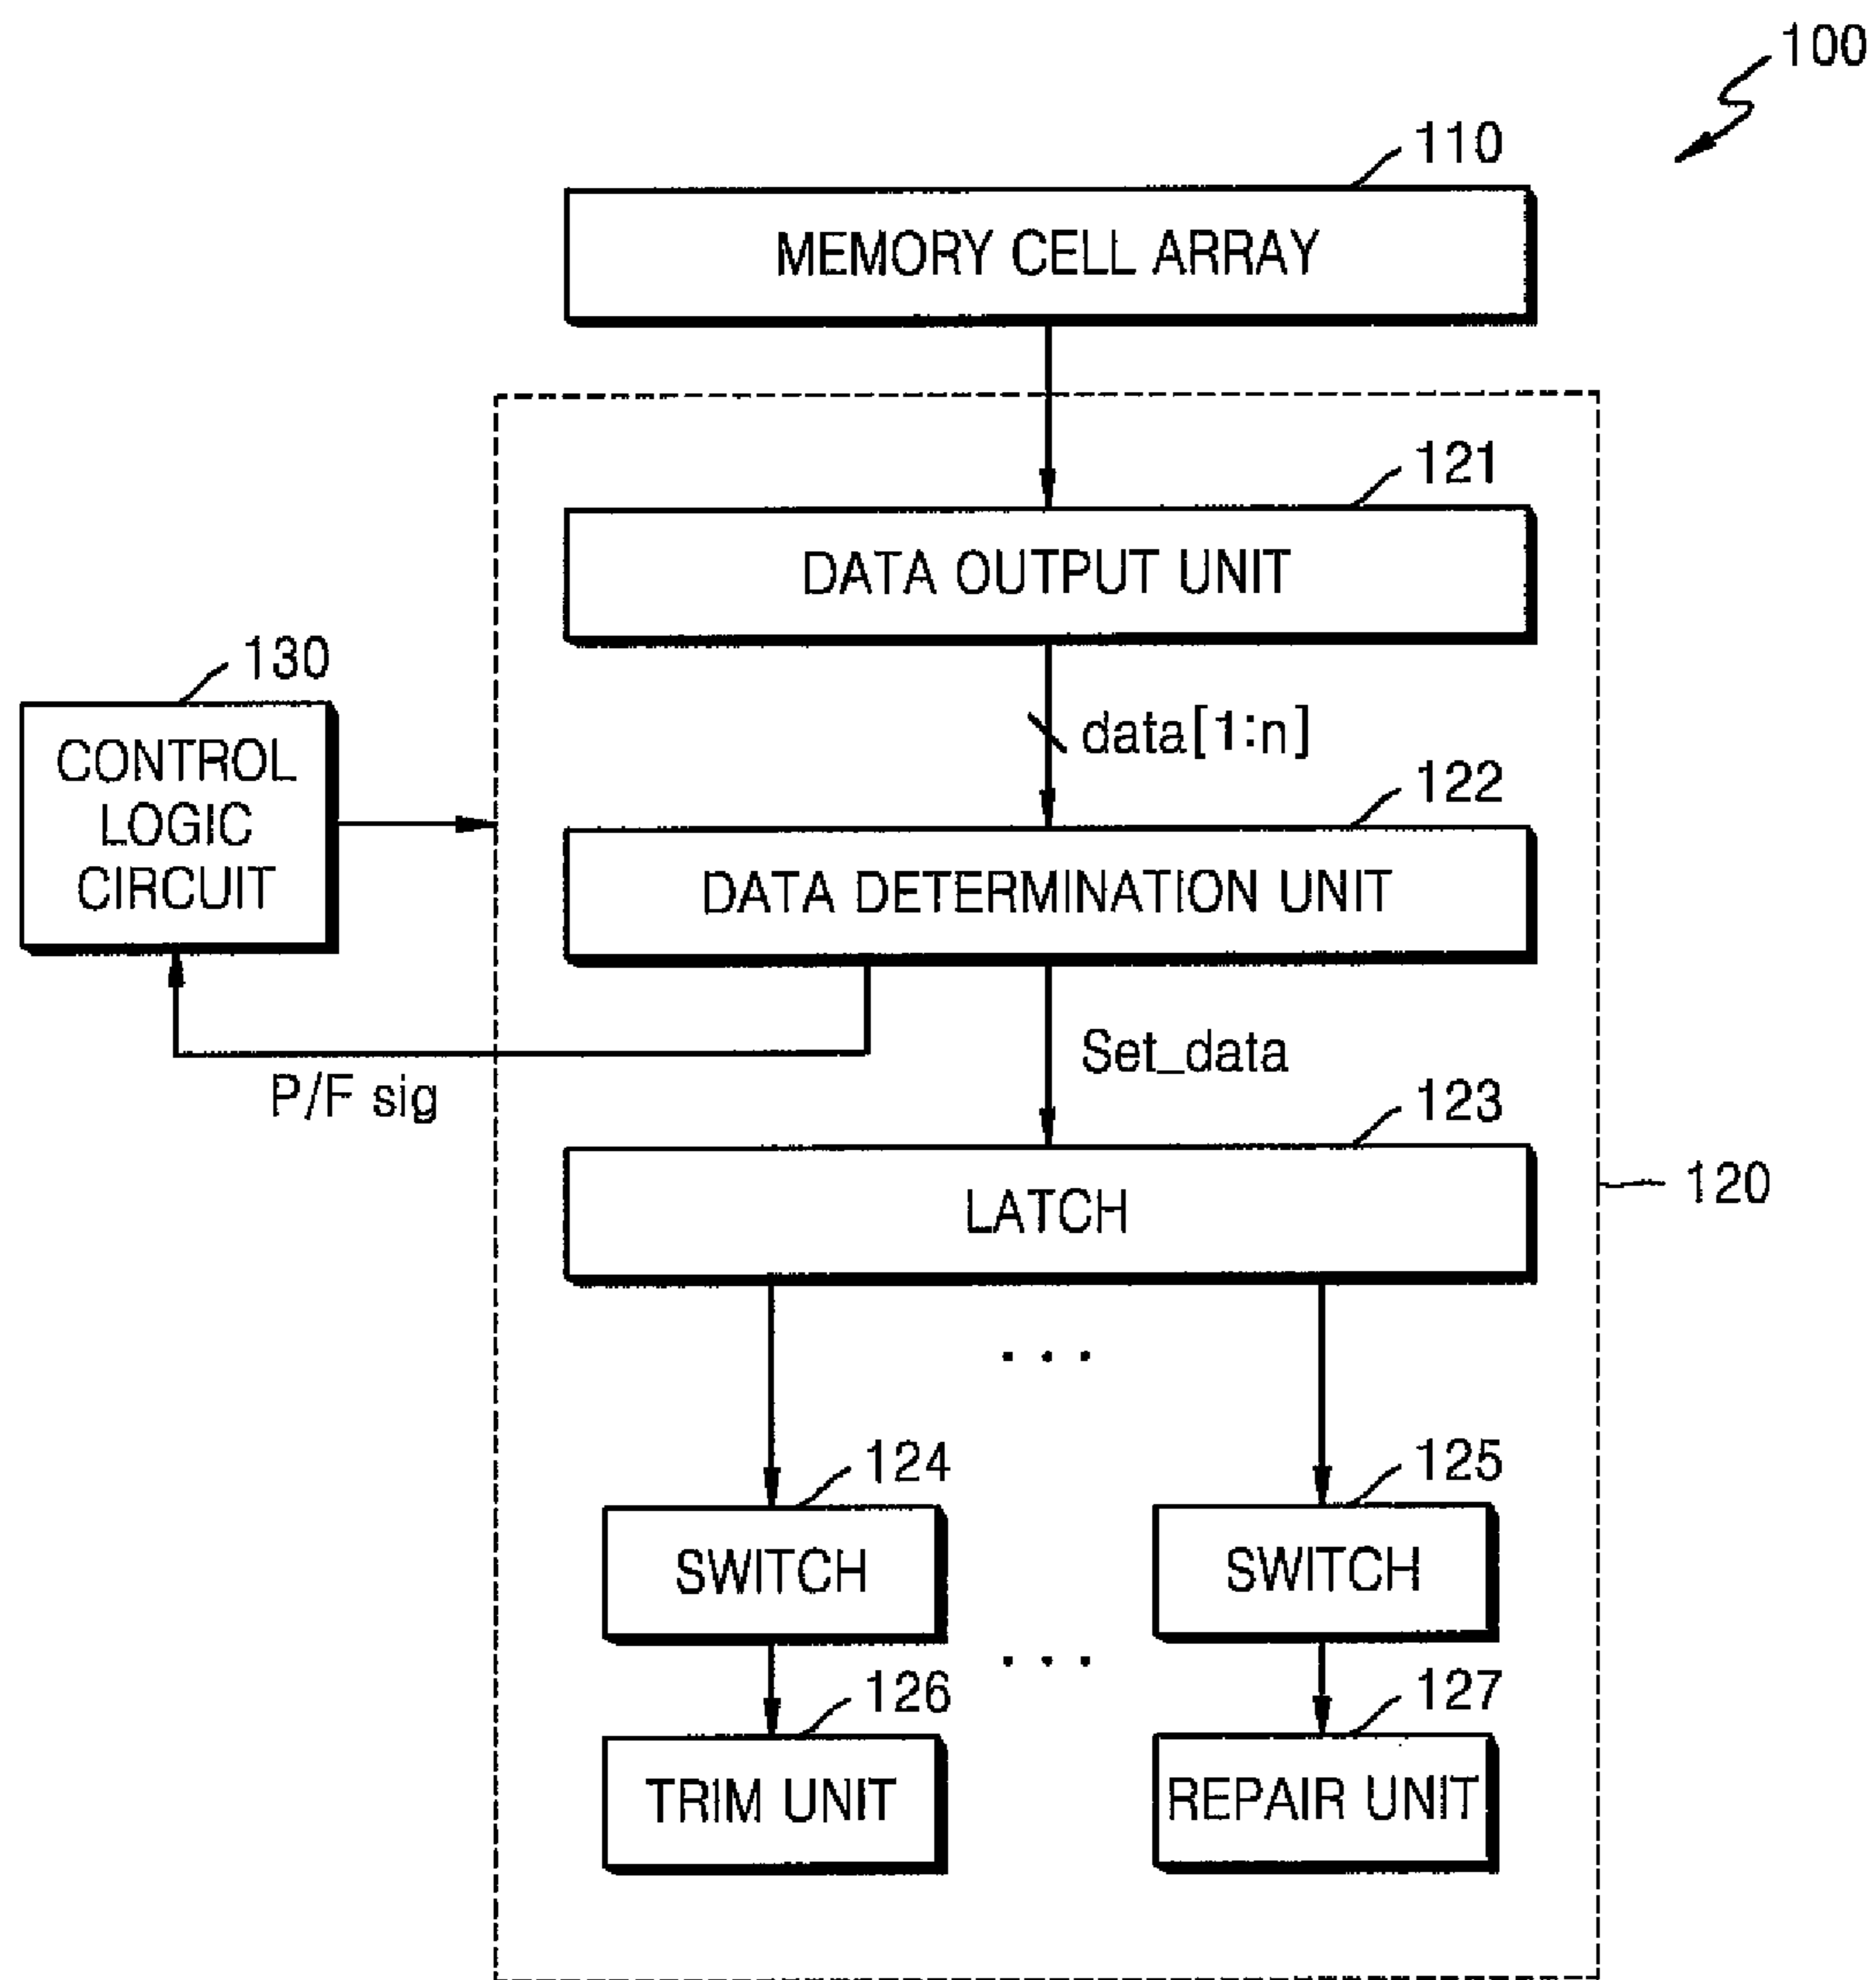 100
110
MEMORY CELL ARRAY
121
DATA OUTPUT UNIT
130
CONTROL
LOGIC
CIRCUIT
data[1:n]
122
DATA DETERMINATION UNIT
P/F sig
Set_data
123
LATCH
120
. . .
124
SWITCH
125
SWITCH
. . .
126
TRIM UNIT
127
REPAIR UNIT